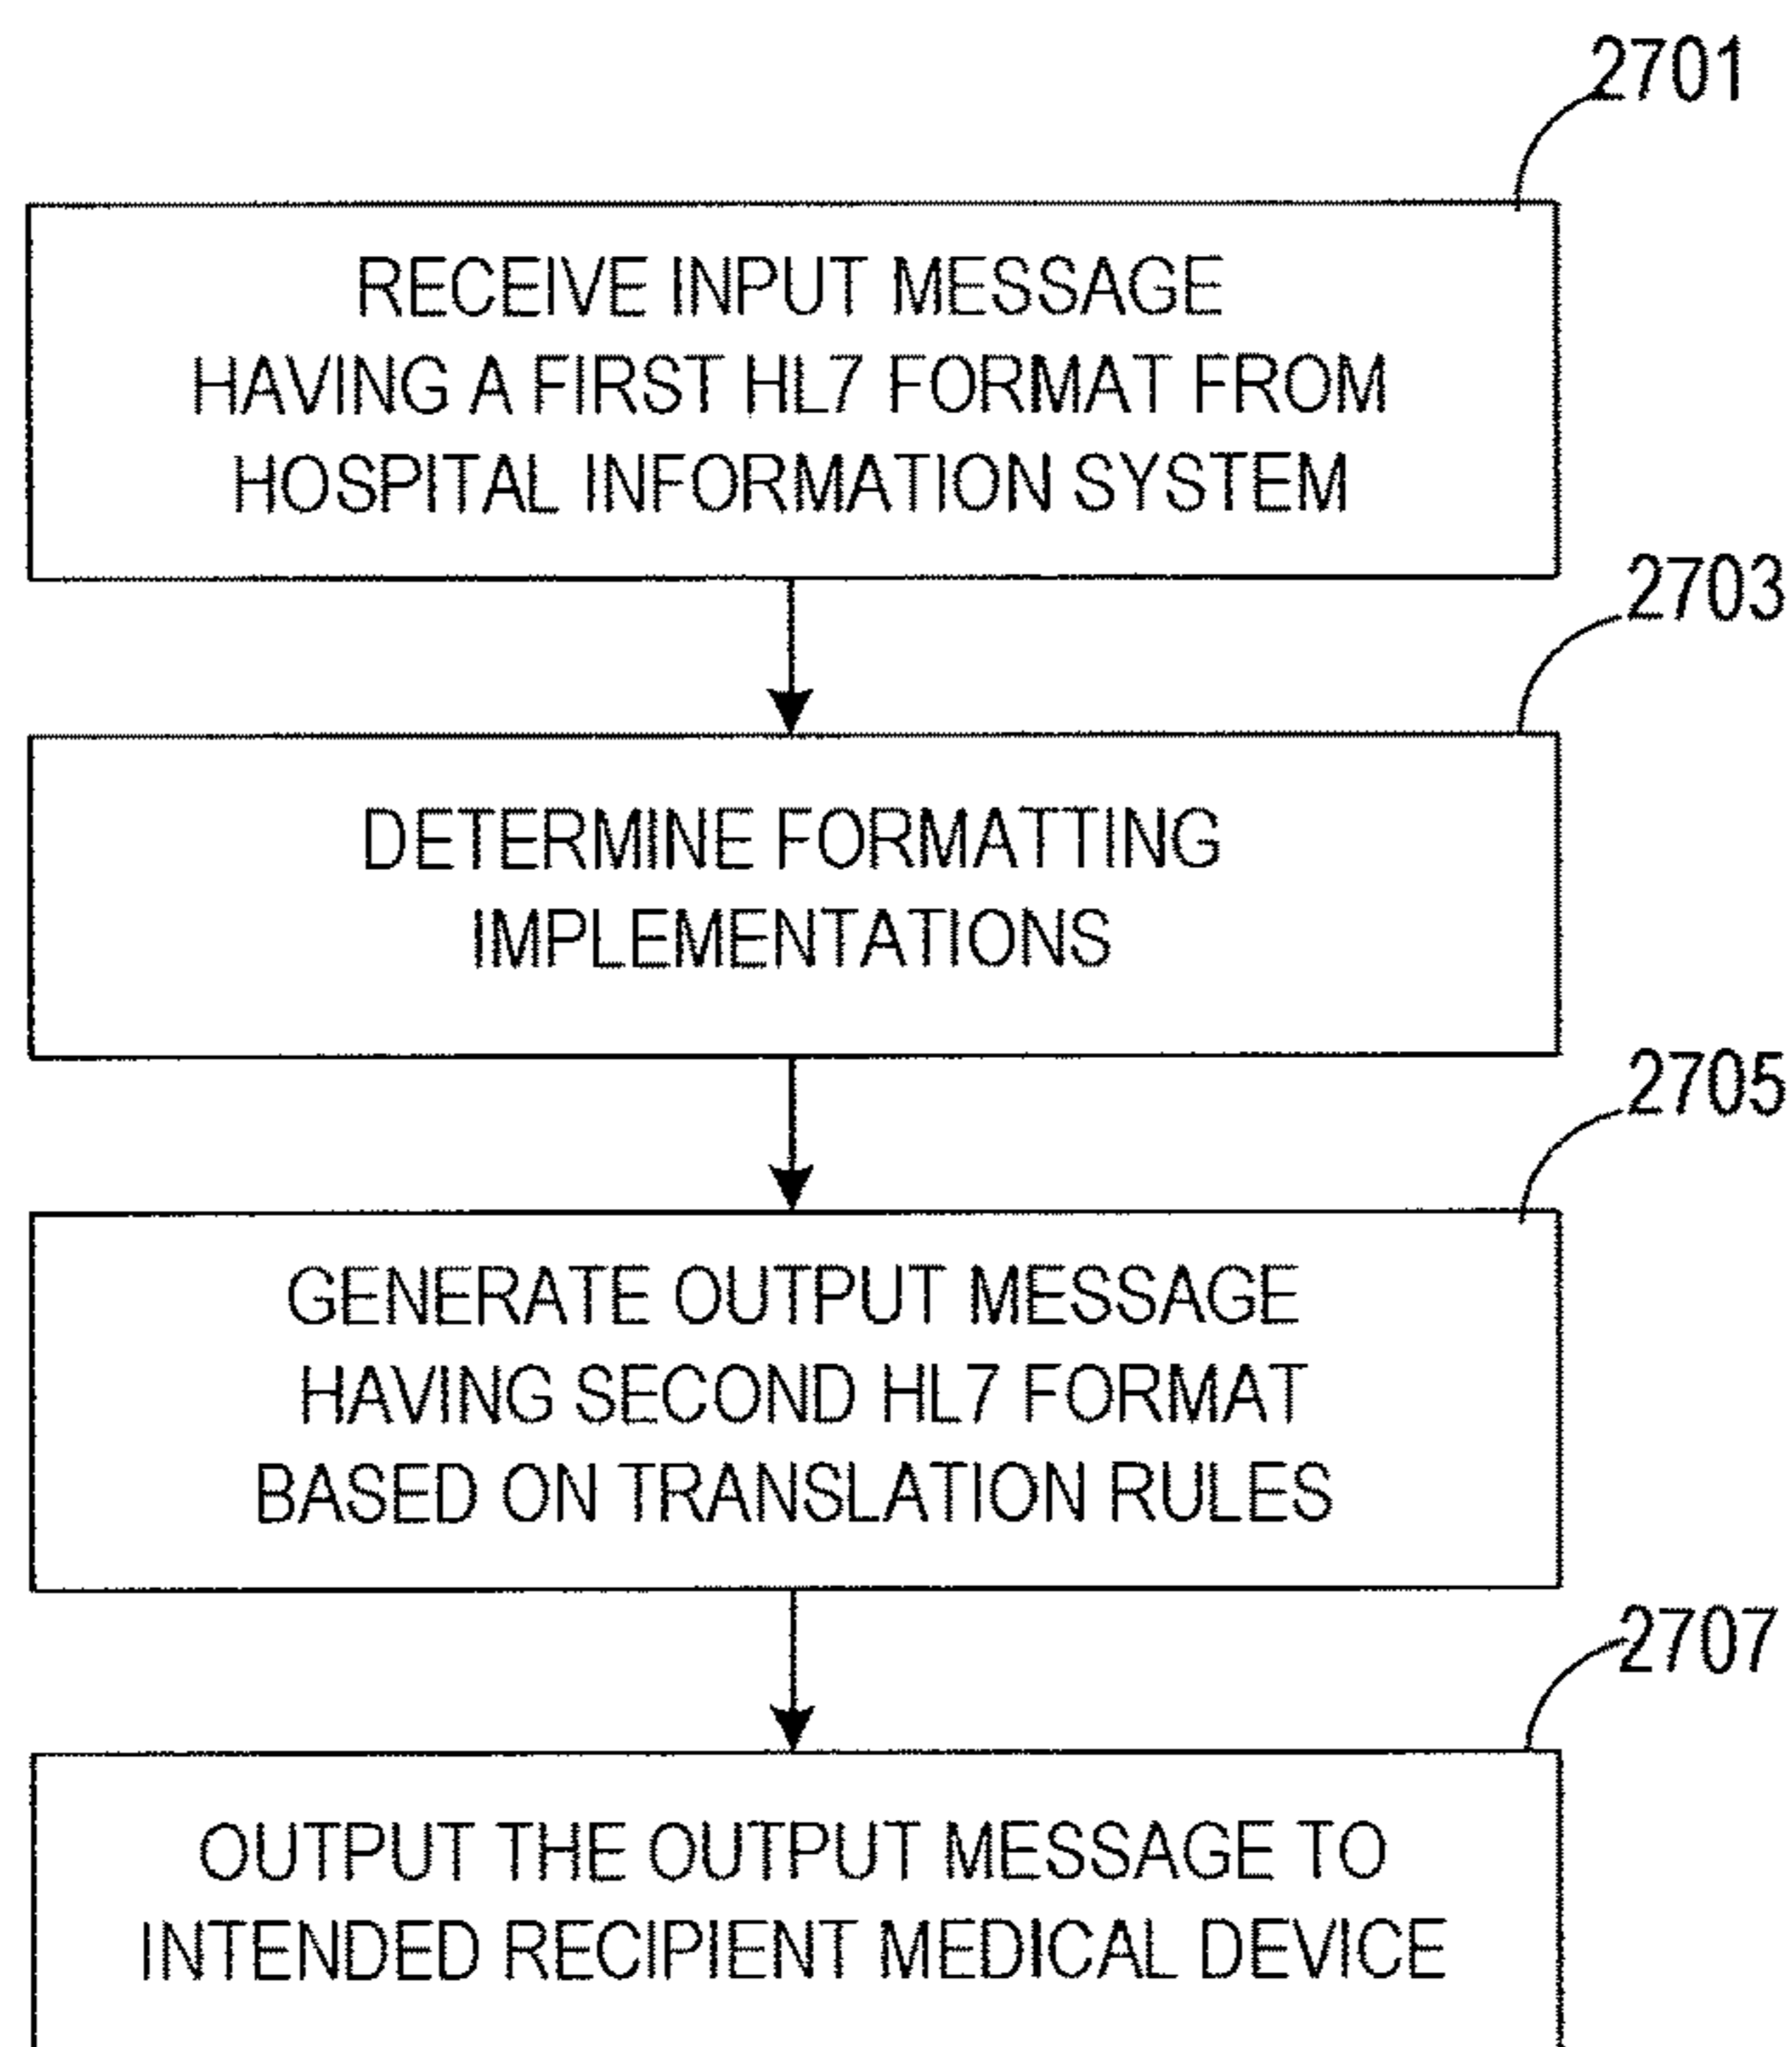 2701
RECEIVE INPUT MESSAGE
HAVING A FIRST HL7 FORMAT FROM
HOSPITAL INFORMATION SYSTEM
2703
DETERMINE FORMATTING
IMPLEMENTATIONS
2705
GENERATE OUTPUT MESSAGE
HAVING SECOND HL7 FORMAT
BASED ON TRANSLATION RULES
2707
OUTPUT THE OUTPUT MESSAGE TO
INTENDED RECIPIENT MEDICAL DEVICE